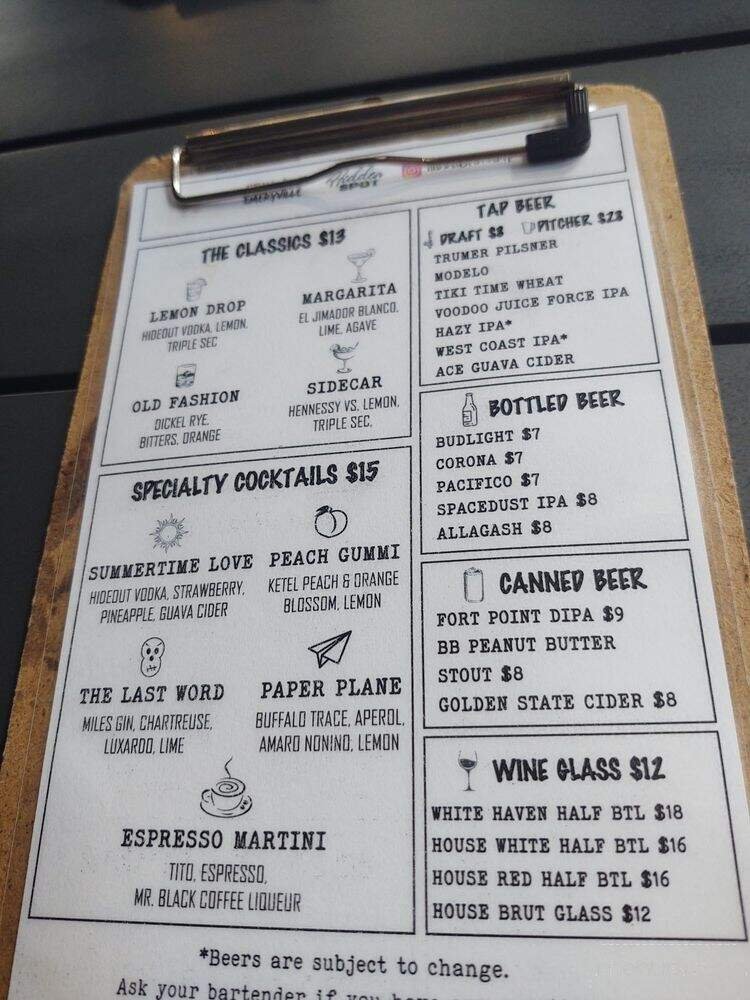 EMERYVILLE
Hidden
SPOT
THE CLASSICS $13
LEMON DROP
HIDEOUT VODKA, LEMON,
TRIPLE SEC
MARGARITA
EL JIMADOR BLANCO,
LIME, AGAVE
OLD FASHION
DICKEL RYE,
BITTERS, ORANGE
SIDECAR
HENNESSY VS. LEMON,
TRIPLE SEC,
SPECIALTY COCKTAILS $15
SUMMERTIME LOVE
HIDEOUT VODKA, STRAWBERRY,
PINEAPPLE, GUAVA CIDER
PEACH GUMMI
KETEL PEACH & ORANGE
BLOSSOM, LEMON
THE LAST WORD
MILES GIN, CHARTREUSE,
LUXARDO, LIME
PAPER PLANE
BUFFALO TRACE, APEROL,
AMARO NONINO, LEMON
ESPRESSO MARTINI
TITO, ESPRESSO,
MR. BLACK COFFEE LIQUEUR
TAP BEER
DRAFT $8 PITCHER $23
TRUMER PILSNER
MODELO
TIKI TIME WHEAT
VOODOO JUICE FORCE IPA
HAZY IPA*
WEST COAST IPA*
ACE GUAVA CIDER
BOTTLED BEER
BUDLIGHT $7
CORONA $7
PACIFICO $7
SPACEDUST IPA $8
ALLAGASH $8
CANNED BEER
FORT POINT DIPA $9
BB PEANUT BUTTER
STOUT $8
GOLDEN STATE CIDER $8
WINE GLASS $12
WHITE HAVEN HALF BTL $18
HOUSE WHITE HALF BTL $16
HOUSE RED HALF BTL $16
HOUSE BRUT GLASS $12
*Beers are subject to change.
Ask your bartender if you have